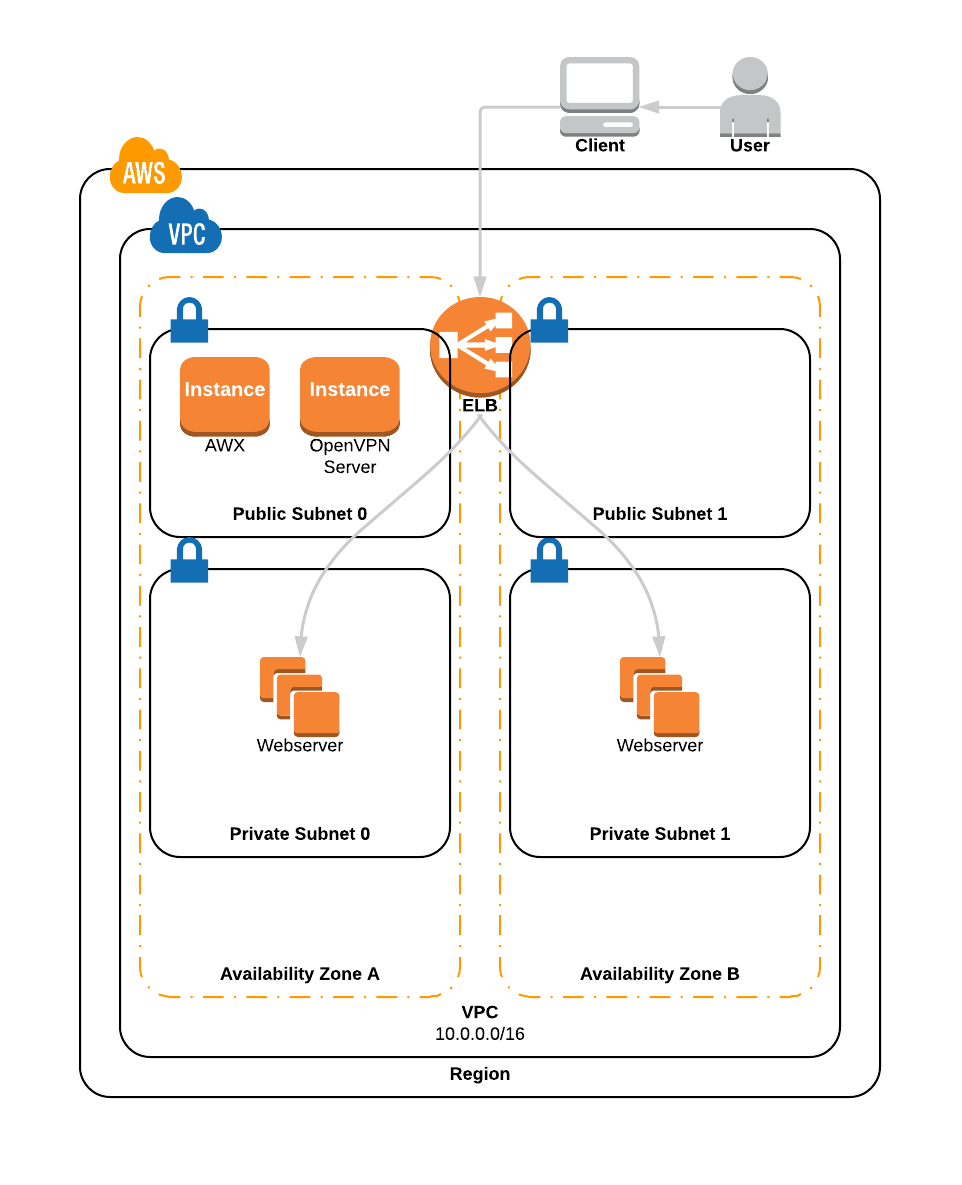 Client
User
AWS
VPC
Instance
Instance
ELB
AWX
OpenVPN
Server
Public Subnet 0
Public Subnet 1
Webserver
Webserver
Private Subnet 0
Private Subnet 1
Availability Zone A
Availability Zone B
VPC
10.0.0.0/16
Region